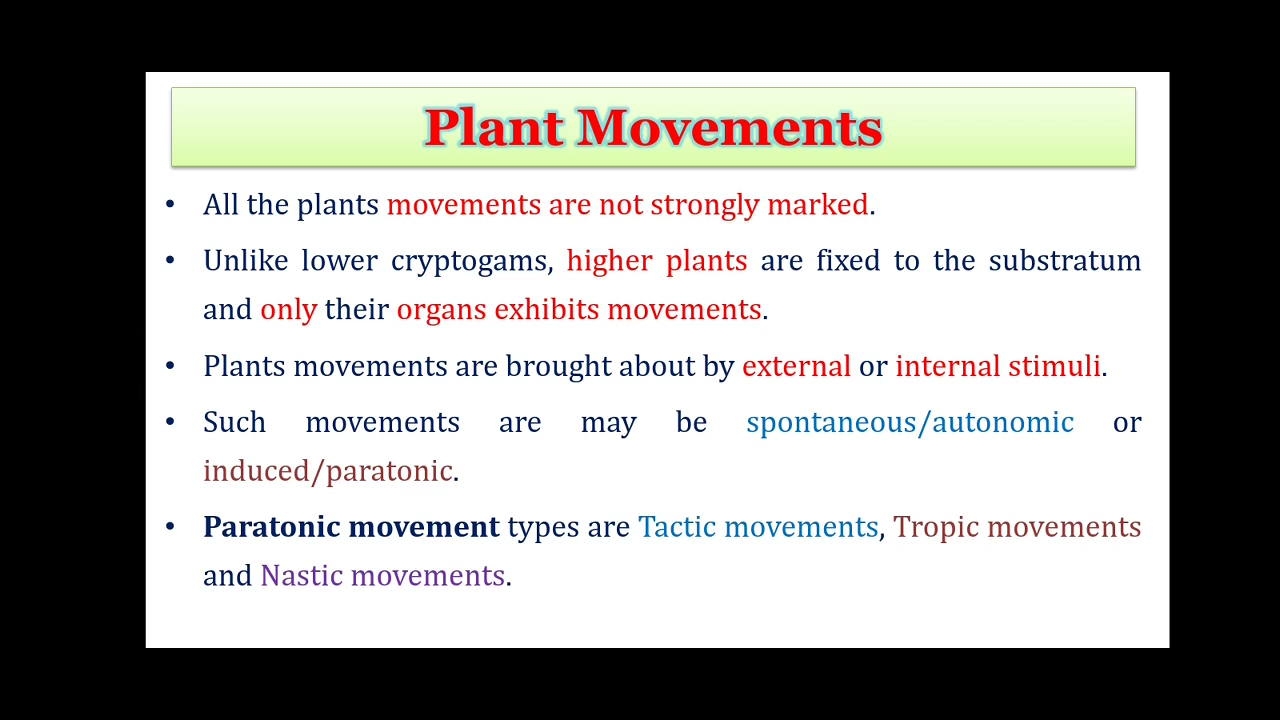 Plant Movements
• All the plants movements are not strongly marked.
• Unlike lower cryptogams, higher plants are fixed to the substratum
and only their organs exhibits movements.
• Plants movements are brought about by external or internal stimuli.
• Such movements are may be spontaneous/autonomic or
induced/paratonic.
• Paratonic movement types are Tactic movements, Tropic movements
and Nastic movements.